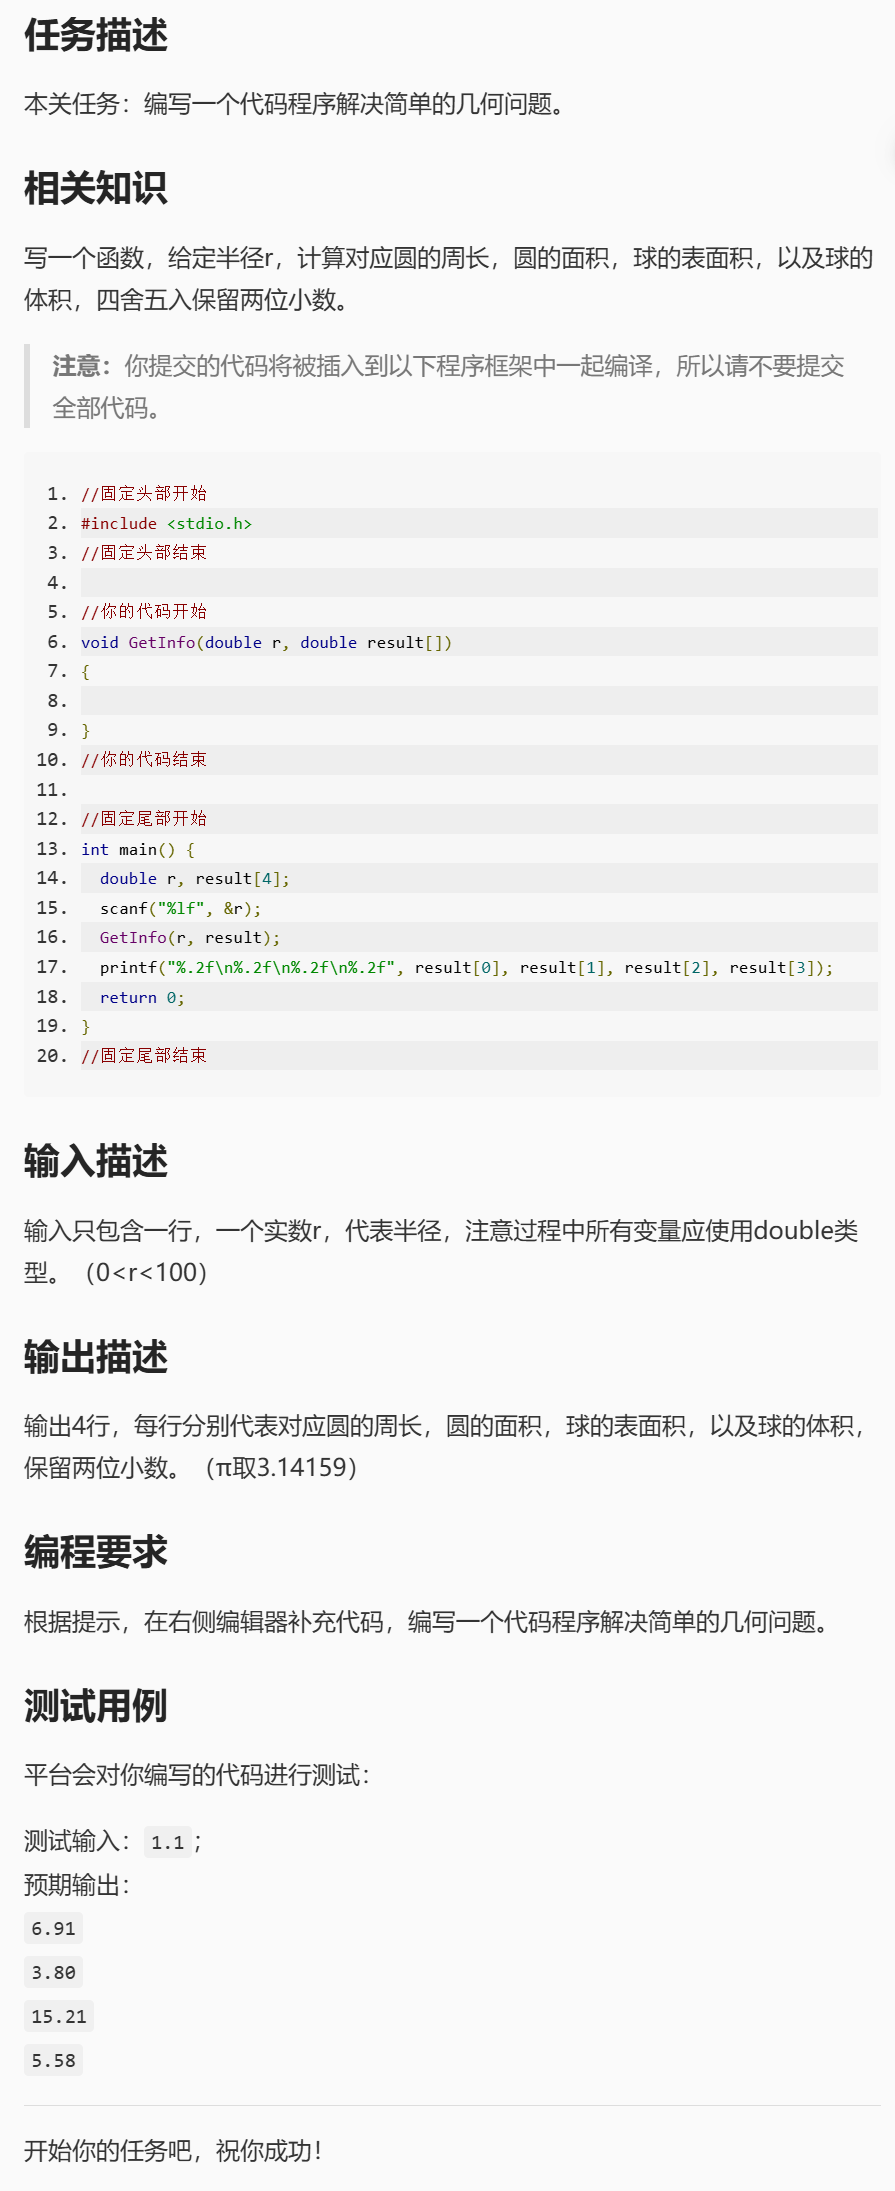 任务描述
本关任务：编写一个代码程序解决简单的几何问题。
相关知识
写一个函数，给定半径r，计算对应圆的周长，圆的面积，球的表面积，以及球的
体积，四舍五入保留两位小数。
注意：你提交的代码将被插入到以下程序框架中一起编译，所以请不要提交
全部代码。
1. //固定头部开始
2. #include <stdio.h>
3. //固定头部结束
4.
5. //你的代码开始
6. void GetInfo(double r, double result[])
7. {
8.
9. }
10. //你的代码结束
11.
12. //固定尾部开始
13. int main() {
14.   double r, result[4];
15.   scanf("%lf", &r);
16.   GetInfo(r, result);
17.   printf("%.2f\n%.2f\n%.2f\n%.2f", result[0], result[1], result[2], result[3]);
18.   return 0;
19. }
20. //固定尾部结束
输入描述
输入只包含一行，一个实数r，代表半径，注意过程中所有变量应使用double类
型。（0<r<100）
输出描述
输出4行，每行分别代表对应圆的周长，圆的面积，球的表面积，以及球的体积，
保留两位小数。（π取3.14159）
编程要求
根据提示，在右侧编辑器补充代码，编写一个代码程序解决简单的几何问题。
测试用例
平台会对你编写的代码进行测试：
测试输入：1.1；
预期输出：
6.91
3.80
15.21
5.58
开始你的任务吧，祝你成功！